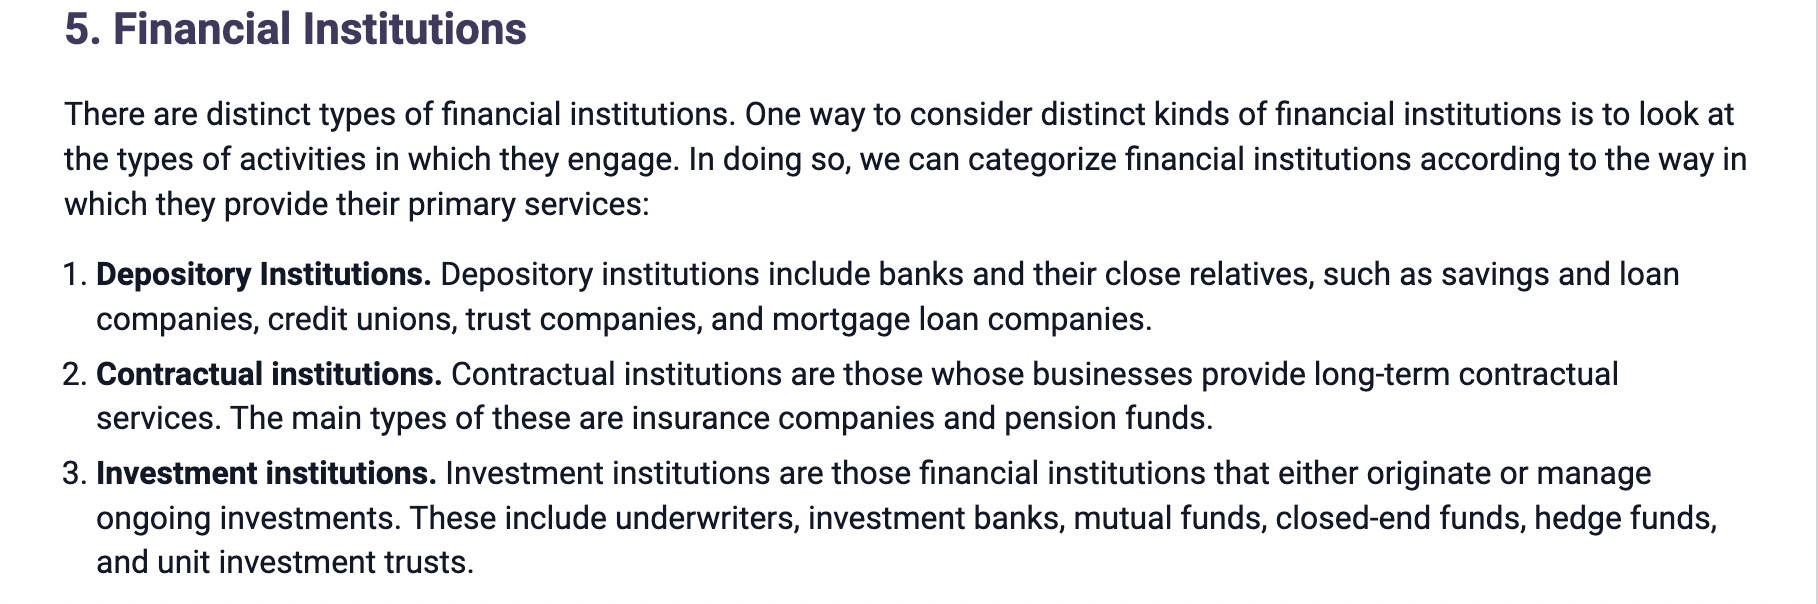 5. Financial Institutions
There are distinct types of financial institutions. One way to consider distinct kinds of financial institutions is to look at
the types of activities in which they engage. In doing so, we can categorize financial institutions according to the way in
which they provide their primary services:
1. Depository Institutions. Depository institutions include banks and their close relatives, such as savings and loan
companies, credit unions, trust companies, and mortgage loan companies.
2. Contractual institutions. Contractual institutions are those whose businesses provide long-term contractual
services. The main types of these are insurance companies and pension funds.
3. Investment institutions. Investment institutions are those financial institutions that either originate or manage
ongoing investments. These include underwriters, investment banks, mutual funds, closed-end funds, hedge funds,
and unit investment trusts.